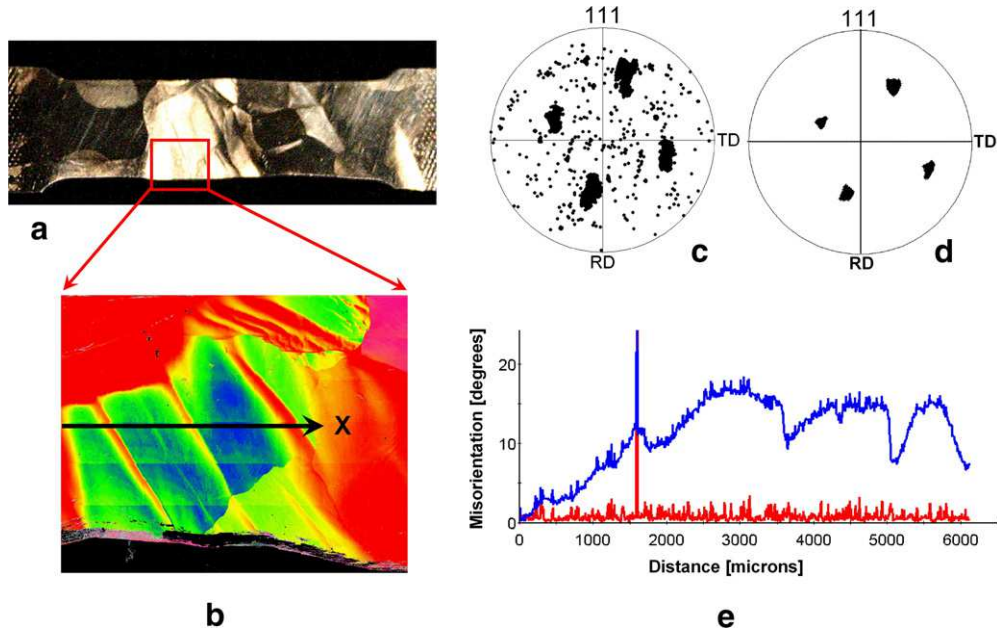 a
111
TD
RD
c
111
TD
RD
d
X
b
Misorientation [degrees]
20
10
0
0 1000 2000 3000 4000 5000 6000
Distance [microns]
e